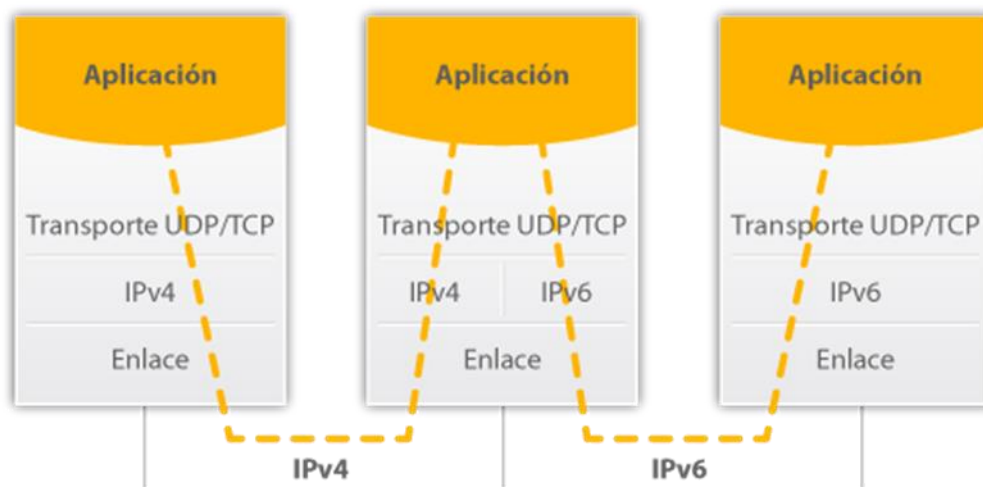 Aplicación
Transporte UDP/TCP
IPv4
Enlace
Aplicación
Transporte UDP/TCP
IPv4 IPv6
Enlace
Aplicación
Transporte UDP/TCP
IPv6
Enlace
IPv4
IPv6